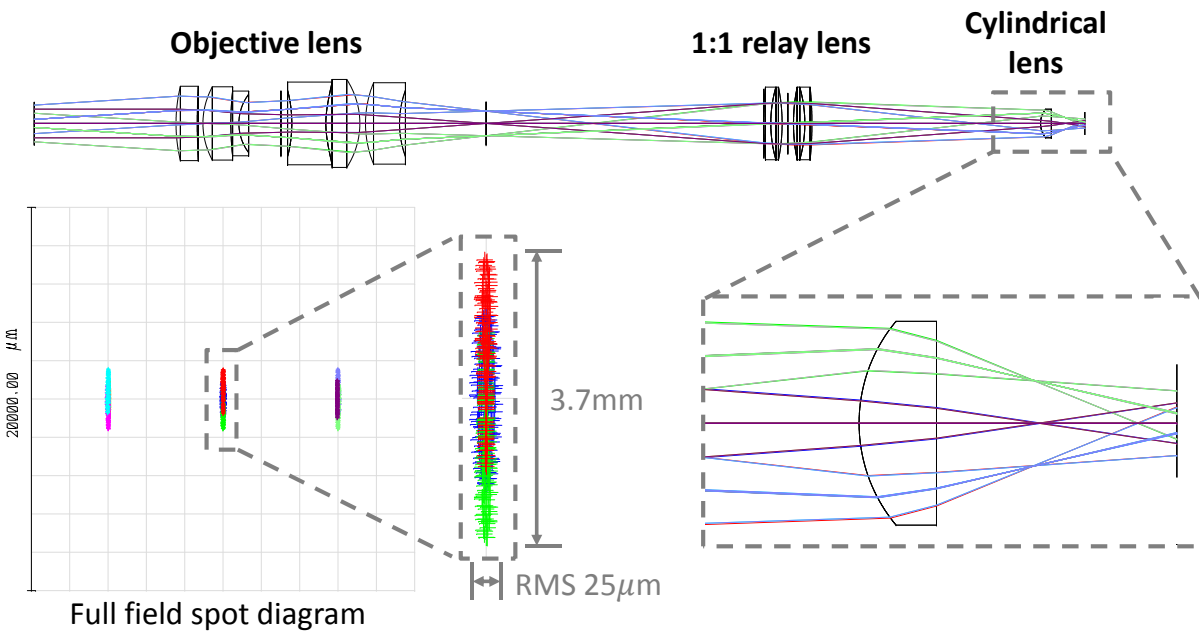 Objective lens
1:1 relay lens
Cylindrical
lens
20000.00 μm
3.7mm
RMS 25𝜇m
Full field spot diagram